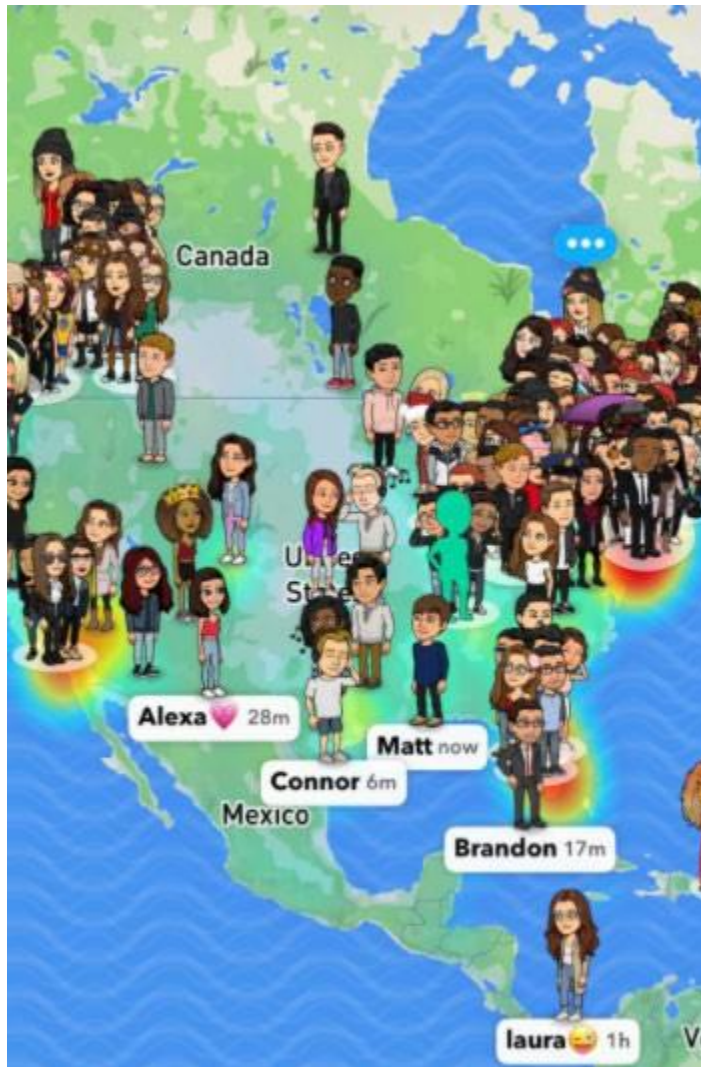 Canada
United
States
Alexa💗 28m
Matt now
Connor 6m
Mexico
Brandon 17m
laura😜 1h